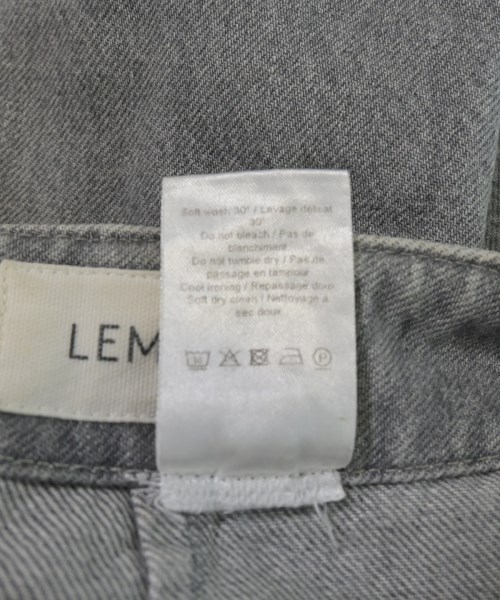 Soft wash 30° / Lavage délicat
30°
Do not bleach / Pas de
blanchiment
Do not tumble dry / Pas de
passage en tambour
Cool ironing / Repassage doux
Soft dry clean / Nettoyage à
sec doux
LEM
P